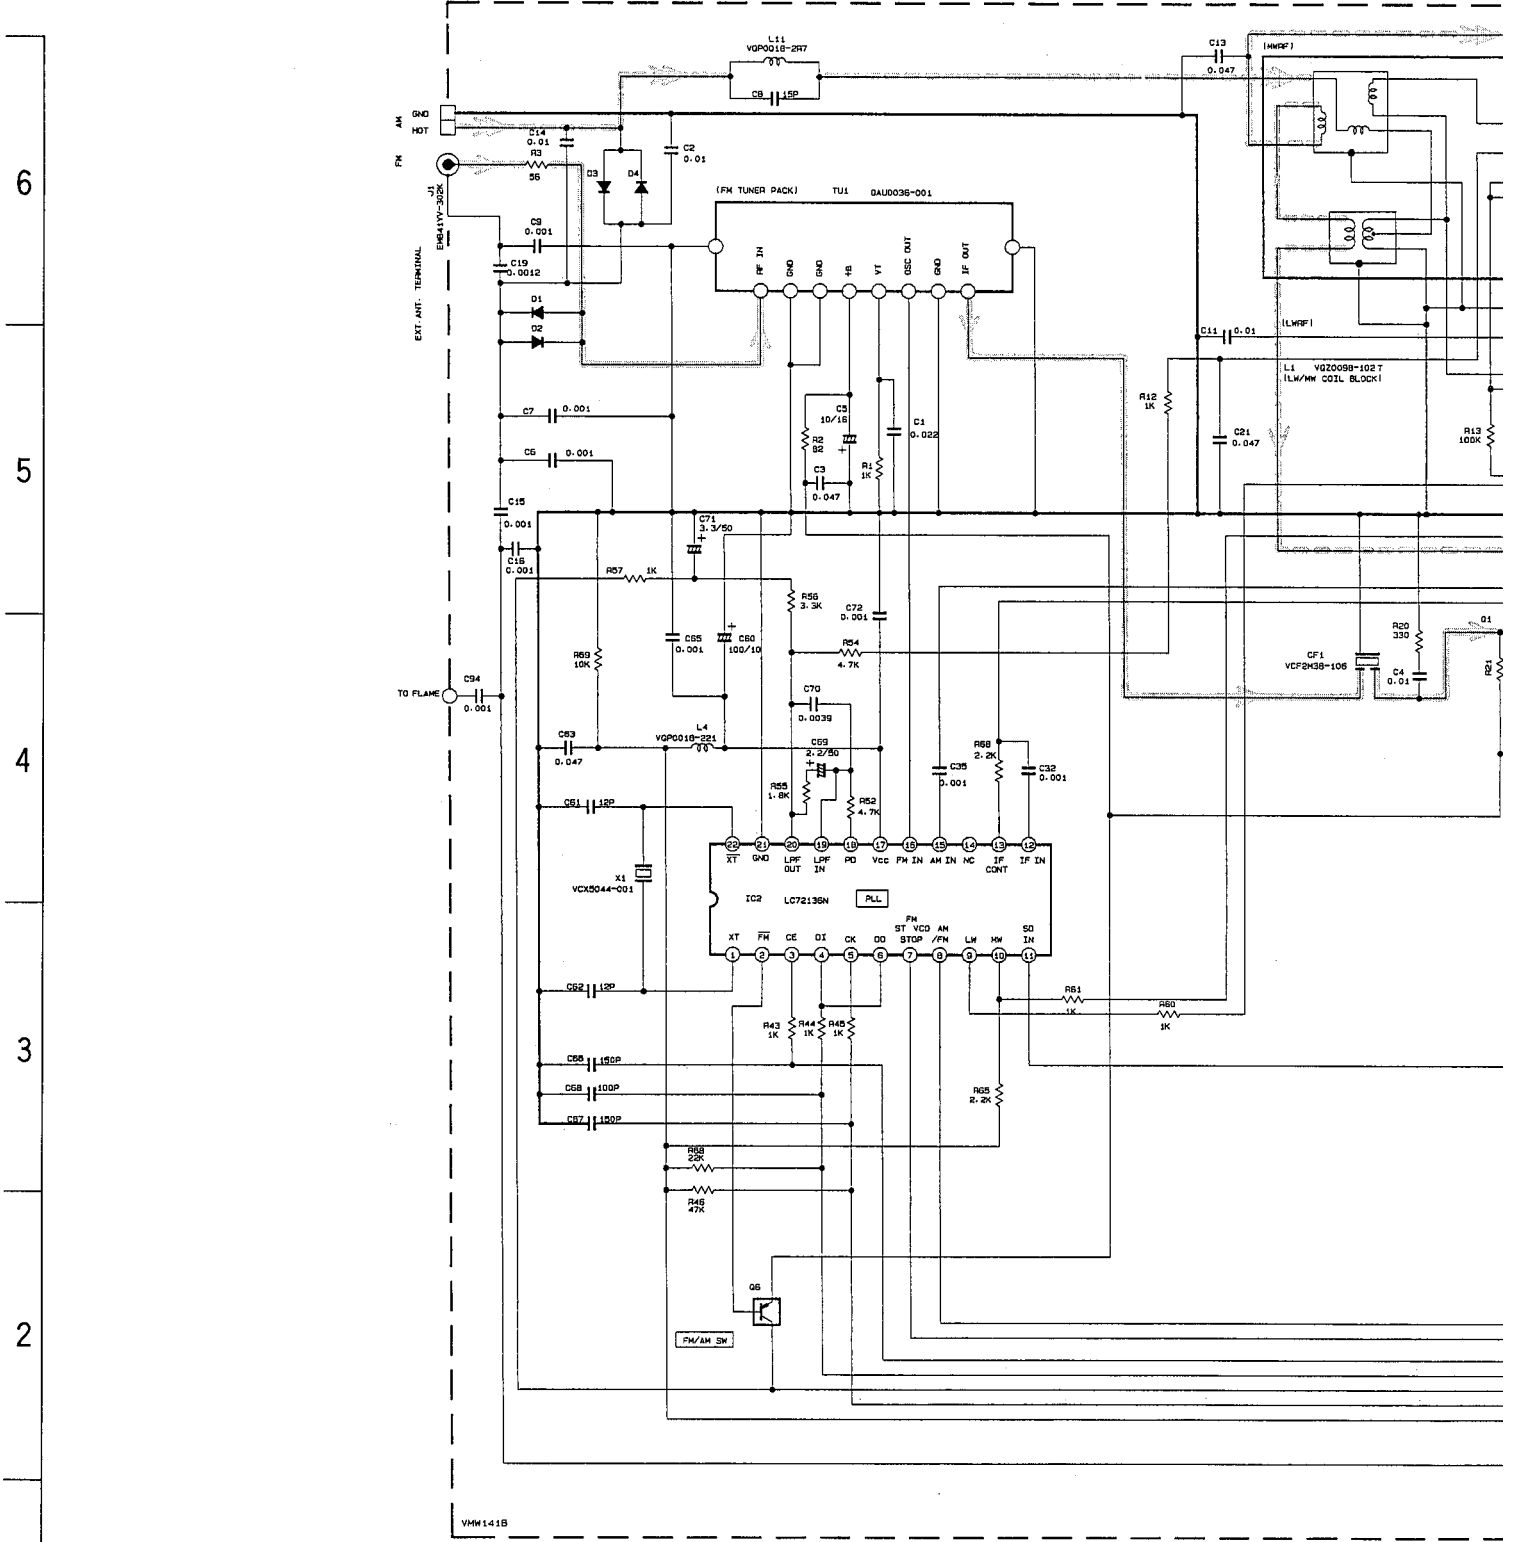 L11
VQP0018-2R7
C8 15P
C13
0.047
(MWRF)
AM
GND
HOT
FM
J1
EMB41YV-302K
EXT.ANT. TERMINAL
C14
0.01
R3
56
D3
D4
C2
0.01
6
C9
0.001
C19
0.0012
D1
D2
(FM TUNER PACK) TU1 QAU0036-001
RF IN
GND
GND
+B
VT
OSC OUT
GND
IF OUT
C11 0.01
(LWRF)
L1 VQZ0098-102T
(LW/MW COIL BLOCK)
R12
1K
C21
0.047
R13
100K
C7 0.001
C6 0.001
C5
10/16
+
R2
82
C3
0.047
R1
1K
C1
0.022
5
C15
0.001
C16
0.001
C71
3.3/50
+
R57 1K
R56
3.3K
C72
0.001
C65
0.001
+
C60
100/10
R54
4.7K
R69
10K
R20
330
C4
0.01
Q1
R21
CF1
VCF2M38-106
TO FLAME
C94
0.001
C70
0.0039
C63
0.047
L4
VQP0018-221
C69
2.2/50
+
R55
1.8K
R52
4.7K
C35
0.001
R68
2.2K
C32
0.001
4
C61 12P
X1
VCX5044-001
22 21 20 19 18 17 16 15 14 13 12
XT GND LPF OUT LPF IN PD Vcc FM IN AM IN NC IF CONT IF IN
IC2 LC72136N PLL
XT FM CE DI CK DO FM ST STOP VCO AM /FM LW MW SD IN
1 2 3 4 5 6 7 8 9 10 11
C62 12P
R43
1K
R44
1K
R45
1K
R61
1K
R60
1K
3
C66 150P
C68 100P
C67 150P
R65
2.2K
R68
22K
R46
47K
Q6
FM/AM SW
2
VMW1418